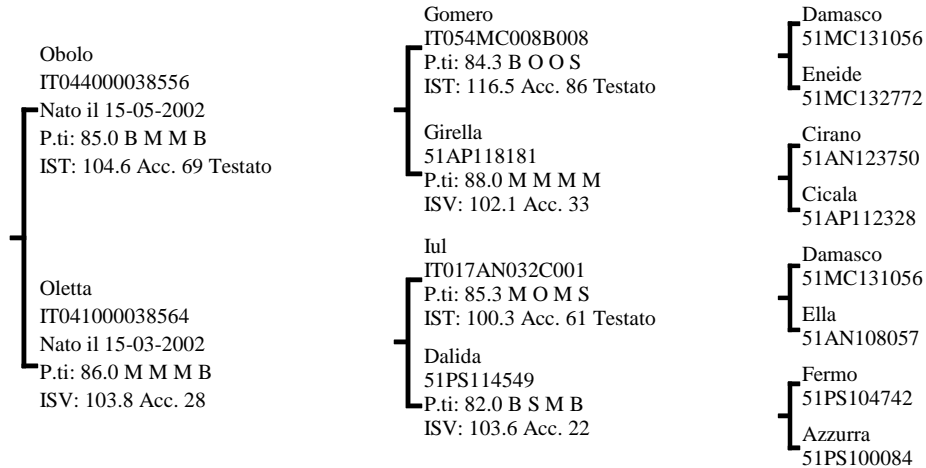 Obolo
IT044000038556
Nato il 15-05-2002
P.ti: 85.0 B M M B
IST: 104.6 Acc. 69 Testato
Oletta
IT041000038564
Nato il 15-03-2002
P.ti: 86.0 M M M B
ISV: 103.8 Acc. 28
Gomero
IT054MC008B008
P.ti: 84.3 B O O S
IST: 116.5 Acc. 86 Testato
Girella
51AP118181
P.ti: 88.0 M M M M
ISV: 102.1 Acc. 33
Iul
IT017AN032C001
P.ti: 85.3 M O M S
IST: 100.3 Acc. 61 Testato
Dalida
51PS114549
P.ti: 82.0 B S M B
ISV: 103.6 Acc. 22
Damasco
51MC131056
Eneide
51MC132772
Cirano
51AN123750
Cicala
51AP112328
Damasco
51MC131056
Ella
51AN108057
Fermo
51PS104742
Azzurra
51PS100084